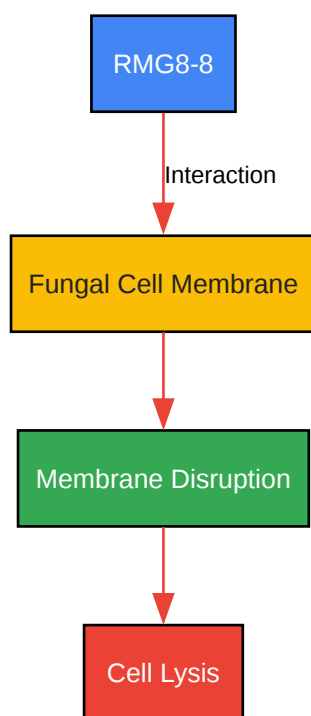 RMG8-8
Interaction
Fungal Cell Membrane
Membrane Disruption
Cell Lysis